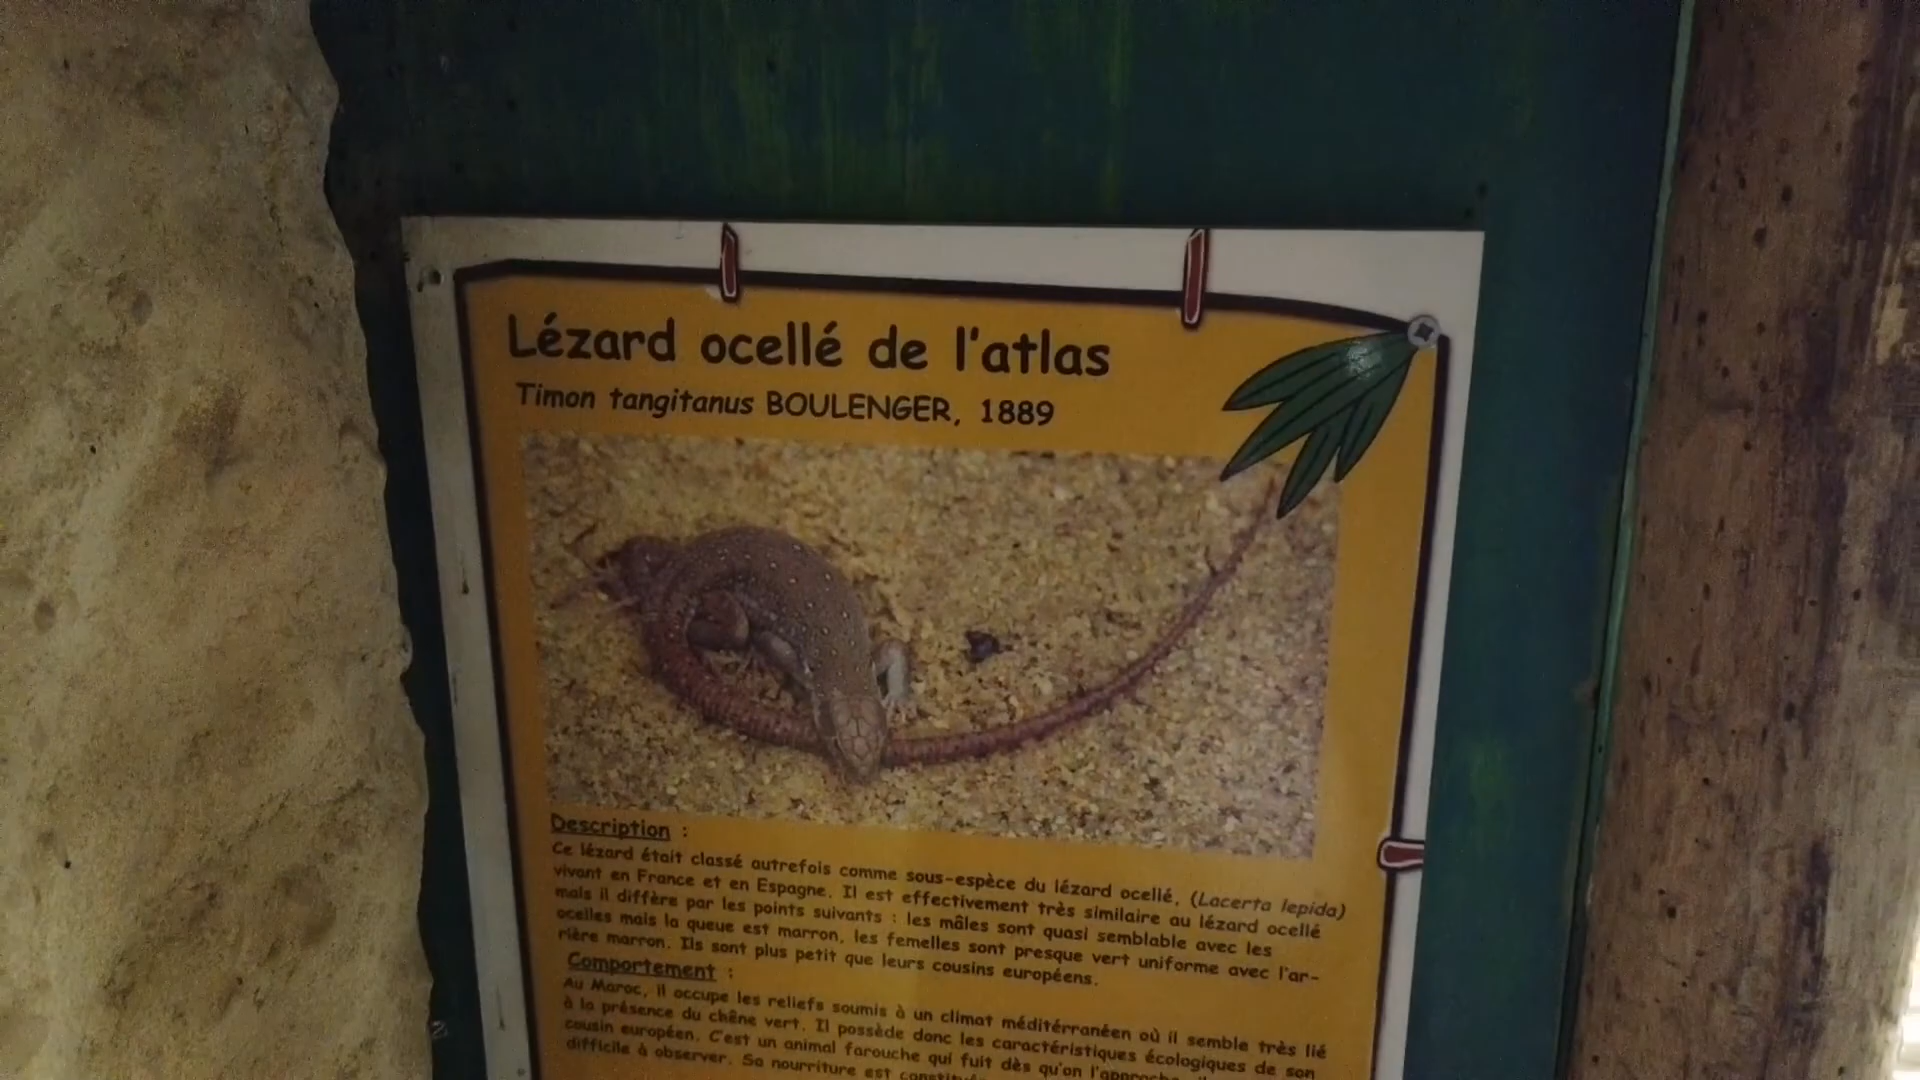 Lézard ocellé de l'atlas
Timon tangitanus BOULENGER, 1889
Description :
Ce lézard était classé autrefois comme sous-espèce du lézard ocellé, (Lacerta lepida)
vivant en France et en Espagne. Il est effectivement très similaire au lézard ocellé
mais il diffère par les points suivants : les mâles sont quasi semblable avec les
ocelles mais la queue est marron, les femelles sont presque vert uniforme avec l'ar-
rière marron. Ils sont plus petit que leurs cousins européens.
Comportement :
Au Maroc, il occupe les reliefs soumis à un climat méditérranéen où il semble très lié
à la présence du chêne vert. Il possède donc les caractéristiques écologiques de son
cousin européen. C'est un animal farouche qui fuit dès qu'on l'approche
difficile à observer. Sa nourriture est